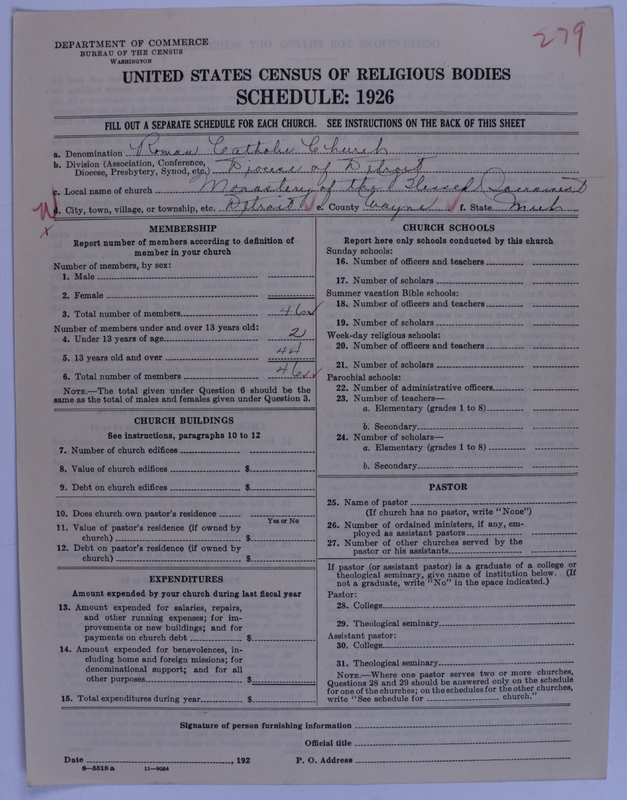 279
DEPARTMENT OF COMMERCE
BUREAU OF THE CENSUS
WASHINGTON
UNITED STATES CENSUS OF RELIGIOUS BODIES
SCHEDULE: 1926
FILL OUT A SEPARATE SCHEDULE FOR EACH CHURCH. SEE INSTRUCTIONS ON THE BACK OF THIS SHEET
a. Denomination Roman Catholic Church
b. Division (Association, Conference, Diocese, Presbytery, Synod, etc.) Diocese of Detroit
c. Local name of church Monastery of the Blessed Sacrament
d. City, town, village, or township, etc. Detroit e. County Wayne f. State Mich
MEMBERSHIP
Report number of members according to definition of
member in your church
Number of members, by sex:
1. Male
2. Female
3. Total number of members 46
Number of members under and over 13 years old:
4. Under 13 years of age 2
5. 13 years old and over 44
6. Total number of members 46
NOTE.—The total given under Question 6 should be the
same as the total of males and females given under Question 3.
CHURCH BUILDINGS
See instructions, paragraphs 10 to 12
7. Number of church edifices
8. Value of church edifices $
9. Debt on church edifices $
10. Does church own pastor's residence
Yes or No
11. Value of pastor's residence (if owned by
church) $
12. Debt on pastor's residence (if owned by
church) $
EXPENDITURES
Amount expended by your church during last fiscal year
13. Amount expended for salaries, repairs,
and other running expenses; for im-
provements or new buildings; and for
payments on church debt $
14. Amount expended for benevolences, in-
cluding home and foreign missions; for
denominational support; and for all
other purposes $
15. Total expenditures during year $
CHURCH SCHOOLS
Report here only schools conducted by this church
Sunday schools:
16. Number of officers and teachers
17. Number of scholars
Summer vacation Bible schools:
18. Number of officers and teachers
19. Number of scholars
Week-day religious schools:
20. Number of officers and teachers
21. Number of scholars
Parochial schools:
22. Number of administrative officers
23. Number of teachers—
a. Elementary (grades 1 to 8)
b. Secondary
24. Number of scholars—
a. Elementary (grades 1 to 8)
b. Secondary
PASTOR
25. Name of pastor
(If church has no pastor, write "None")
26. Number of ordained ministers, if any, em-
ployed as assistant pastors
27. Number of other churches served by the
pastor or his assistants
If pastor (or assistant pastor) is a graduate of a college or
theological seminary, give name of institution below. (If
not a graduate, write "No" in the space indicated.)
Pastor:
28. College
29. Theological seminary
Assistant pastor:
30. College
31. Theological seminary
NOTE.—Where one pastor serves two or more churches,
Questions 28 and 29 should be answered only on the schedule
for one of the churches; on the schedules for the other churches,
write "See schedule for church."
Signature of person furnishing information
Official title
Date , 192 P. O. Address
8—5518 a 11—9034